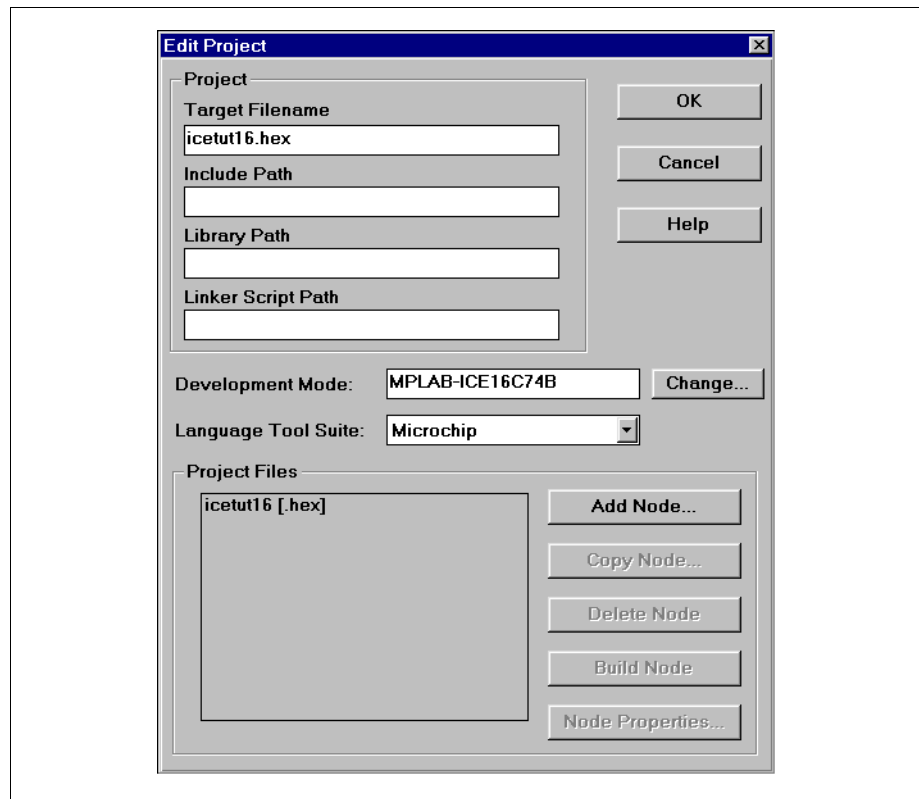 Edit Project
Project
Target Filename
icetut16.hex
Include Path
Library Path
Linker Script Path
OK
Cancel
Help
Development Mode:
MPLAB-ICE16C74B
Change...
Language Tool Suite:
Microchip
Project Files
icetut16 [.hex]
Add Node...
Copy Node...
Delete Node
Build Node
Node Properties...